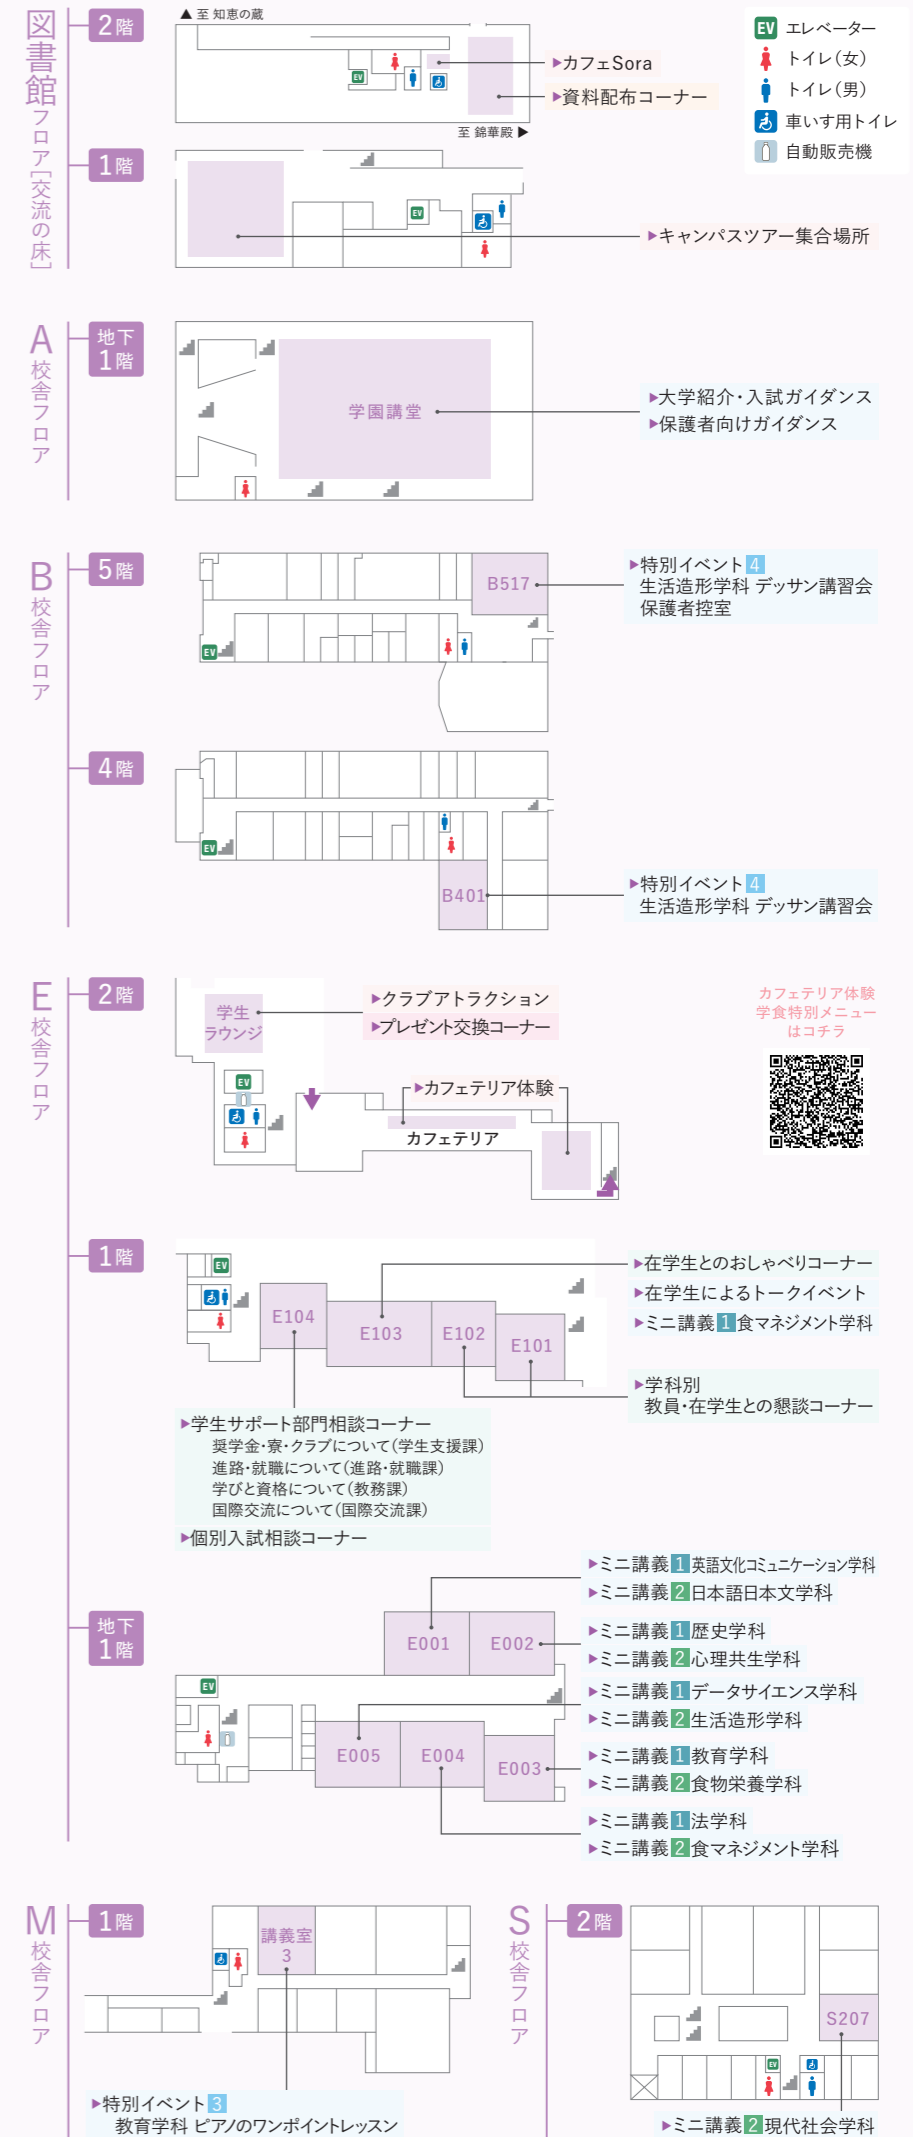 図書館フロア［交流の床］
2階
▲ 至 知恵の蔵
EV
▶カフェSora
▶資料配布コーナー
至 錦華殿 ▶
EV エレベーター
トイレ（女）
トイレ（男）
車いす用トイレ
自動販売機
1階
EV
▶キャンパスツアー集合場所
A校舎フロア
地下1階
学園講堂
▶大学紹介・入試ガイダンス
▶保護者向けガイダンス
B校舎フロア
5階
B517
EV
▶特別イベント4
生活造形学科 デッサン講習会
保護者控室
4階
EV
B401
▶特別イベント4
生活造形学科 デッサン講習会
E校舎フロア
2階
学生
ラウンジ
▶クラブアトラクション
▶プレゼント交換コーナー
EV
▶カフェテリア体験
カフェテリア
カフェテリア体験
学食特別メニュー
はコチラ
1階
EV
E104
E103
E102
E101
▶在学生とのおしゃべりコーナー
▶在学生によるトークイベント
▶ミニ講義1食マネジメント学科
▶学科別
教員・在学生との懇談コーナー
▶学生サポート部門相談コーナー
奨学金・寮・クラブについて（学生支援課）
進路・就職について（進路・就職課）
学びと資格について（教務課）
国際交流について（国際交流課）
▶個別入試相談コーナー
地下1階
E001
E002
EV
E005
E004
E003
▶ミニ講義1英語文化コミュニケーション学科
▶ミニ講義2日本語日本文学科
▶ミニ講義1歴史学科
▶ミニ講義2心理共生学科
▶ミニ講義1データサイエンス学科
▶ミニ講義2生活造形学科
▶ミニ講義1教育学科
▶ミニ講義2食物栄養学科
▶ミニ講義1法学科
▶ミニ講義2食マネジメント学科
M校舎フロア
1階
講義室
3
▶特別イベント3
教育学科 ピアノのワンポイントレッスン
S校舎フロア
2階
S207
EV
▶ミニ講義2現代社会学科